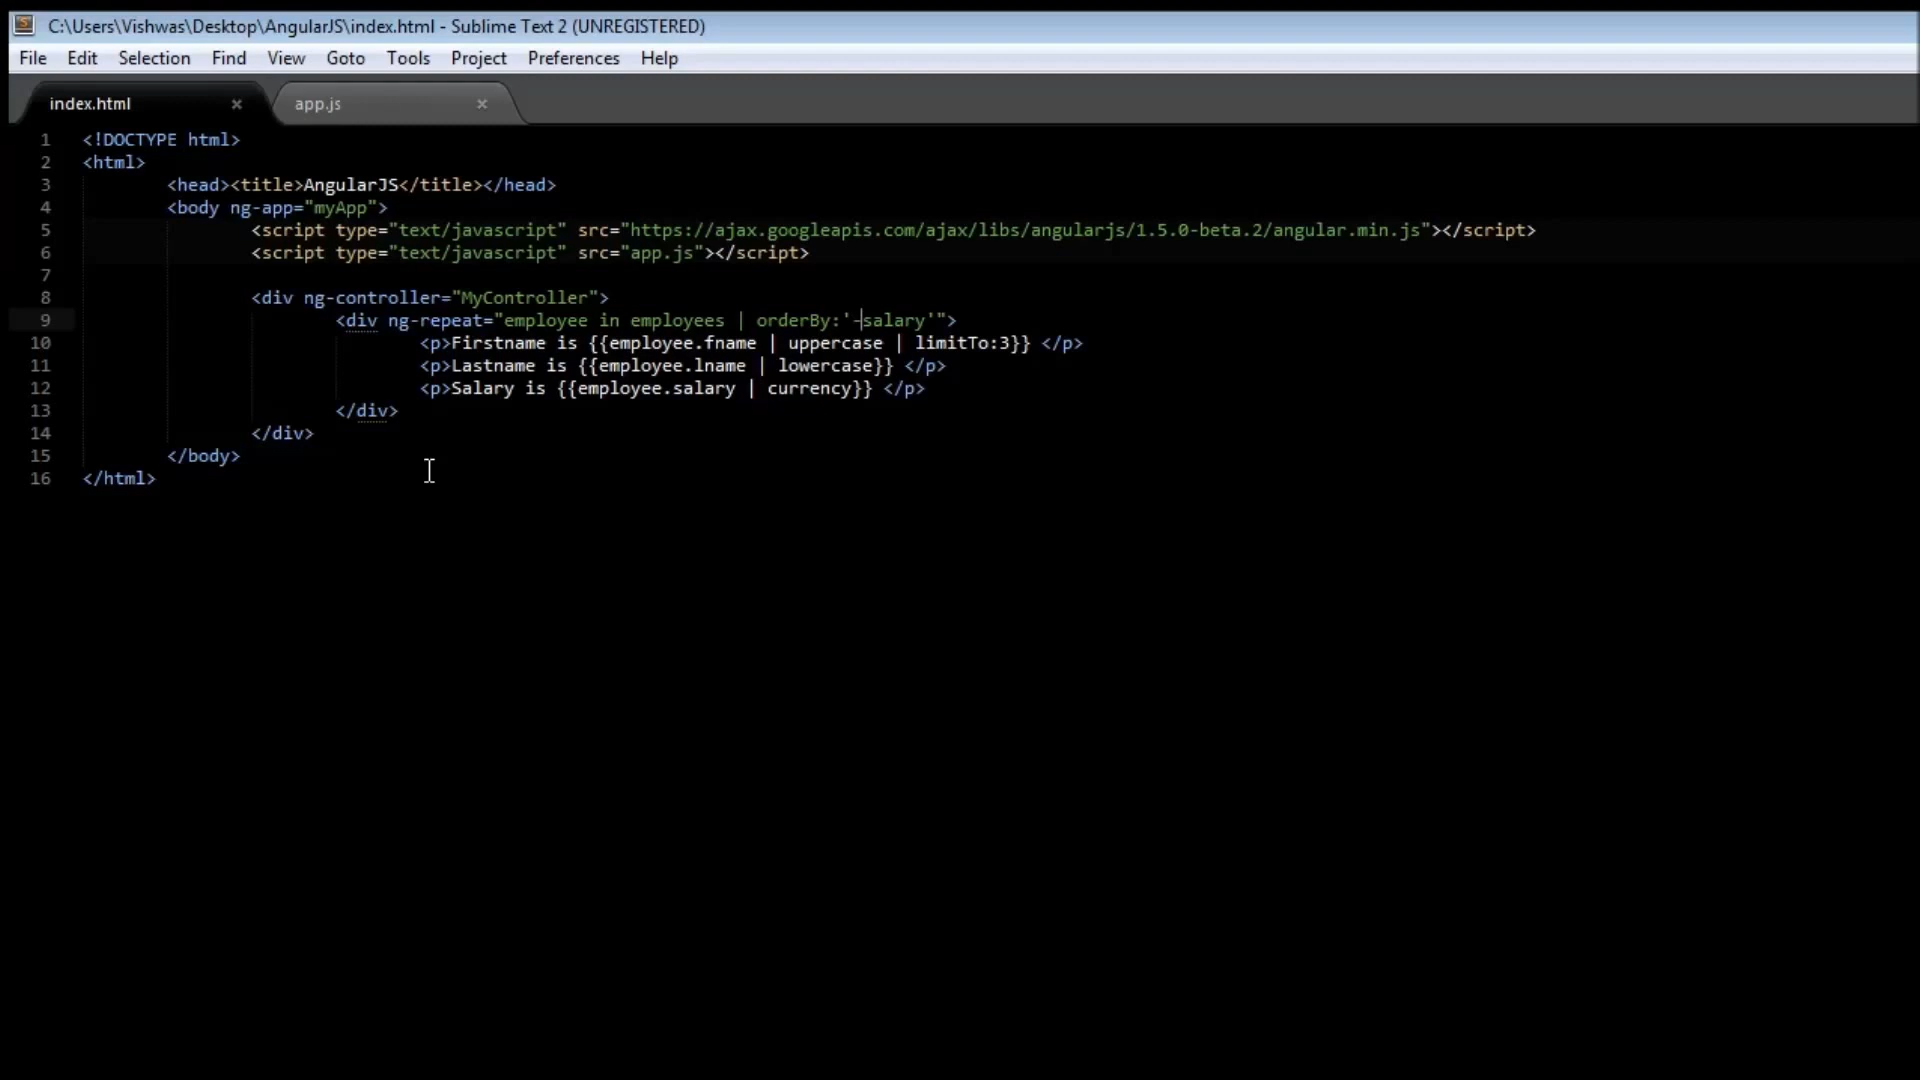 C:\Users\Vishwas\Desktop\AngularJS\index.html - Sublime Text 2 (UNREGISTERED)
File Edit Selection Find View Goto Tools Project Preferences Help
index.html × app.js ×
1 <!DOCTYPE html>
2 <html>
3 <head><title>AngularJS</title></head>
4 <body ng-app="myApp">
5 <script type="text/javascript" src="https://ajax.googleapis.com/ajax/libs/angularjs/1.5.0-beta.2/angular.min.js"></script>
6 <script type="text/javascript" src="app.js"></script>
7
8 <div ng-controller="MyController">
9 <div ng-repeat="employee in employees | orderBy:'-salary'">
10 <p>Firstname is {{employee.fname | uppercase | limitTo:3}} </p>
11 <p>Lastname is {{employee.lname | lowercase}} </p>
12 <p>Salary is {{employee.salary | currency}} </p>
13 </div>
14 </div>
15 </body>
16 </html>